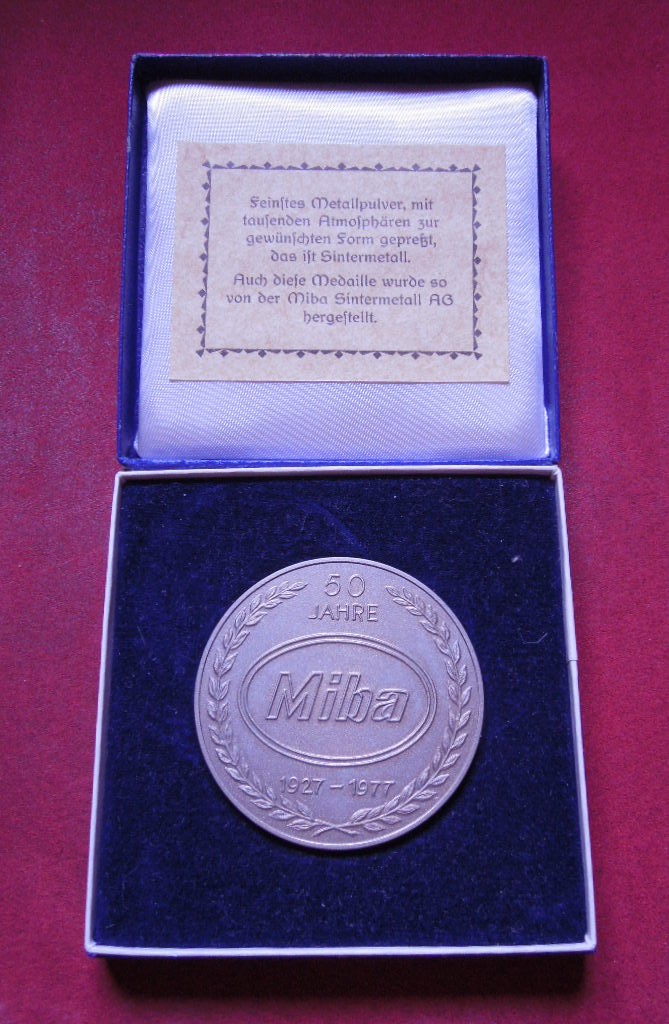 Feinſtes Metallpulver, mit
tauſenden Atmoſphären zur
gewünſchten Form gepreßt,
das iſt Sintermetall.
Auch dieſe Medaille wurde so
von der Miba Sintermetall AG
hergeſtellt.
50
JAHRE
Miba
1927 - 1977